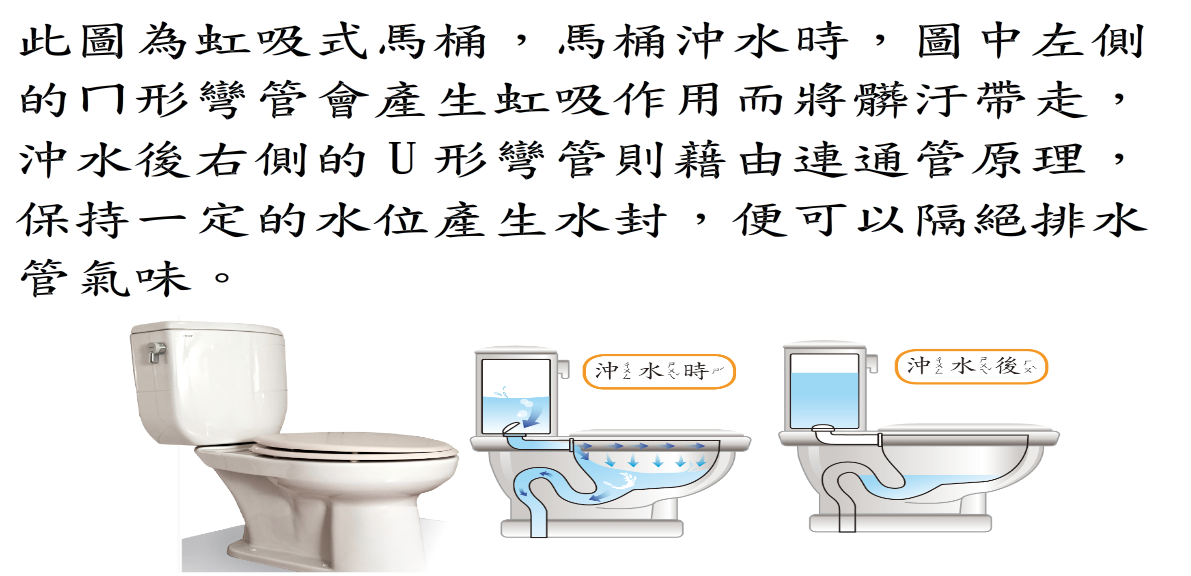 此圖為虹吸式馬桶，馬桶沖水時，圖中左側
的ㄇ形彎管會產生虹吸作用而將髒汙帶走，
沖水後右側的U形彎管則藉由連通管原理，
保持一定的水位產生水封，便可以隔絕排水
管氣味。
沖水時
沖水後